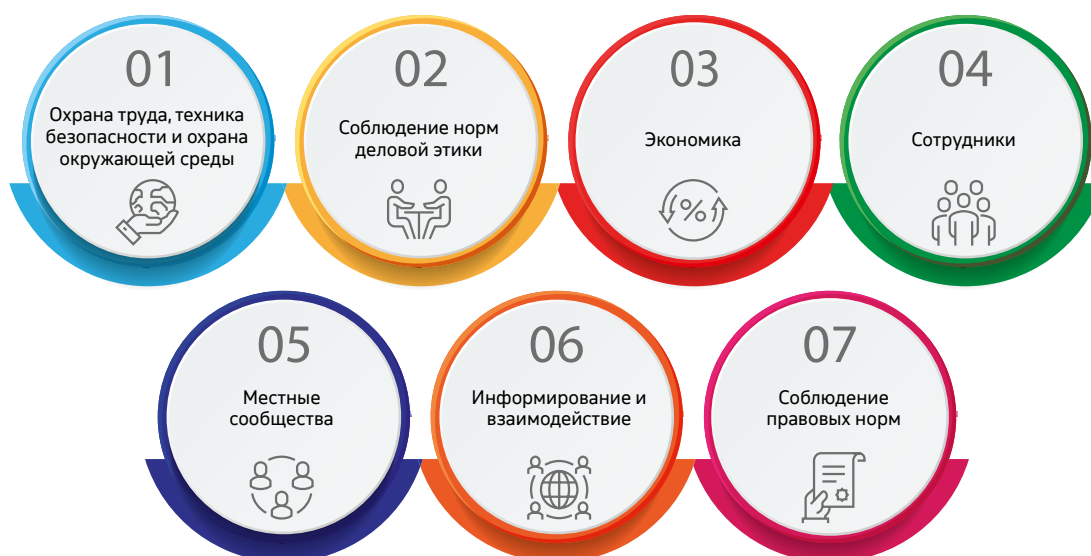 01
Охрана труда, техника
безопасности и охрана
окружающей среды
02
Соблюдение норм
деловой этики
03
Экономика
%
04
Сотрудники
05
Местные
сообщества
06
Информирование и
взаимодействие
07
Соблюдение
правовых норм